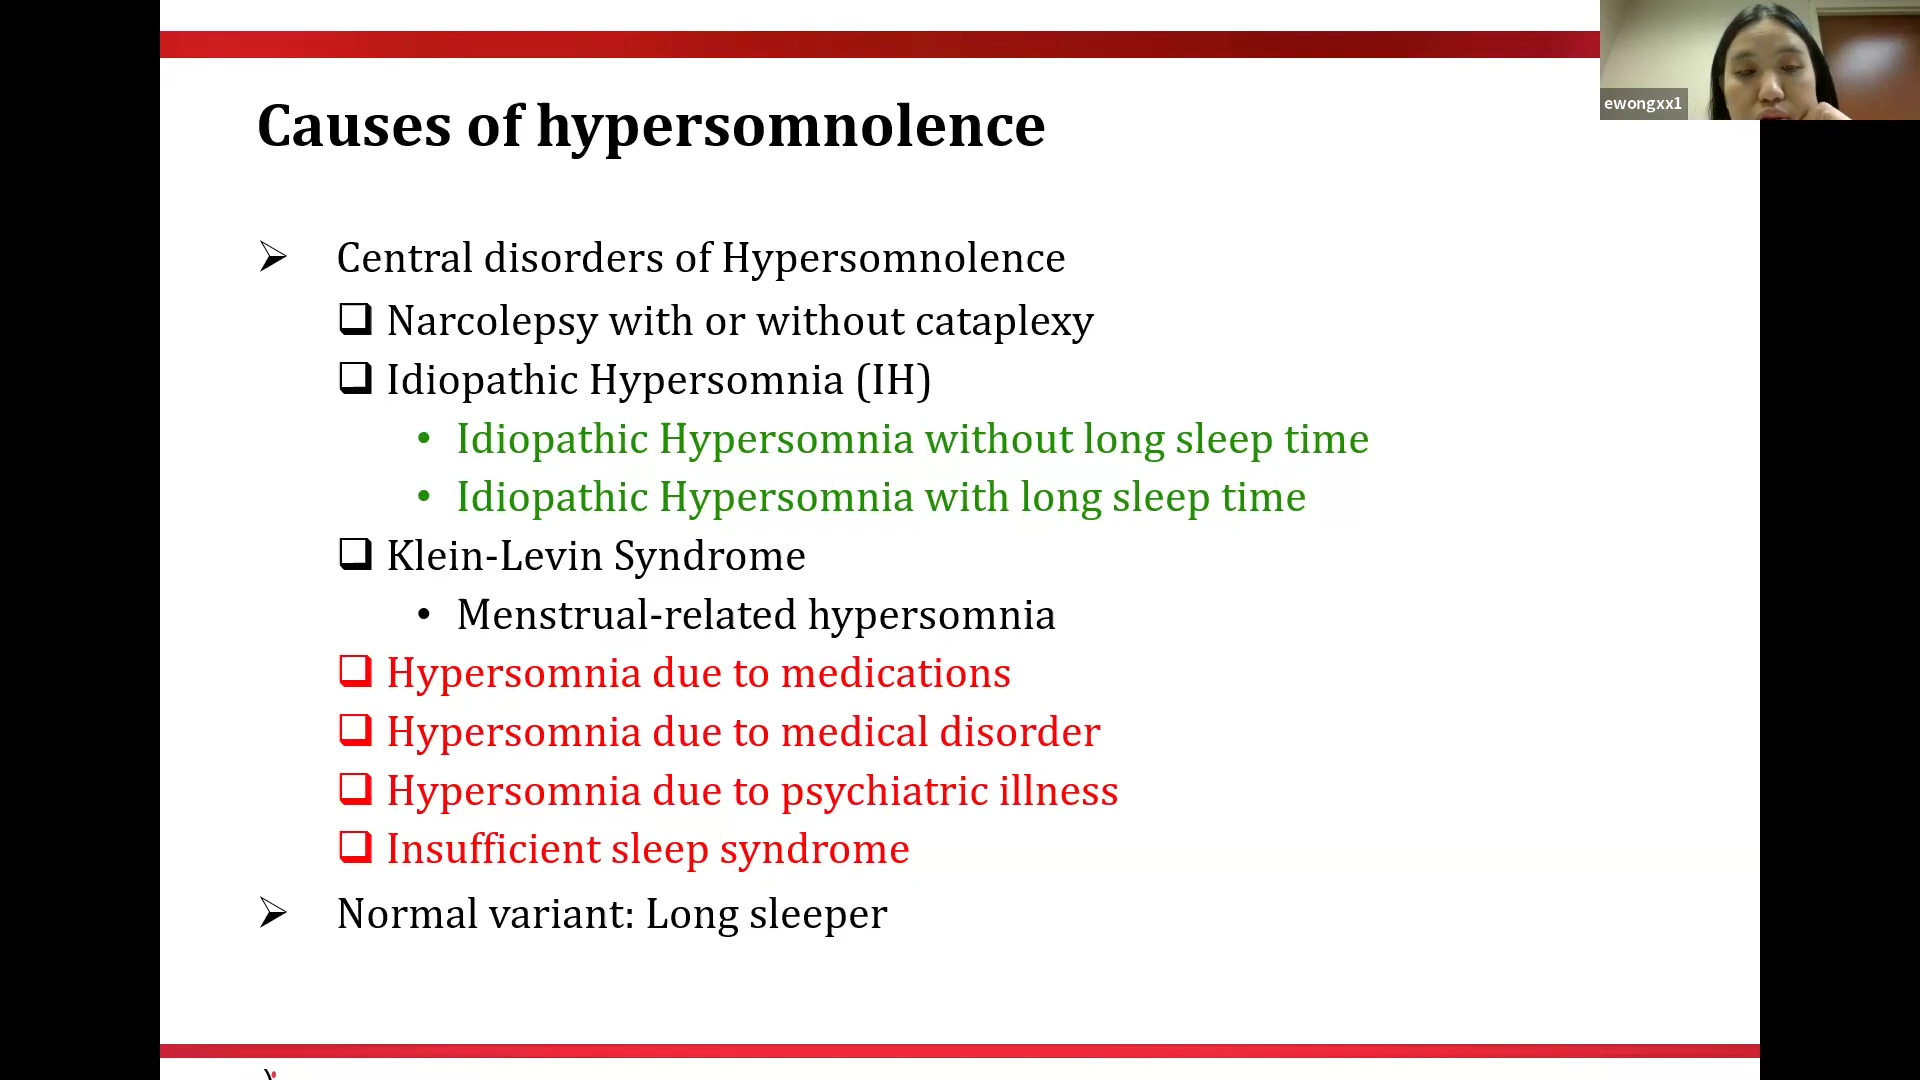 ewongxx1
Causes of hypersomnolence
➢ Central disorders of Hypersomnolence
❑ Narcolepsy with or without cataplexy
❑ Idiopathic Hypersomnia (IH)
• Idiopathic Hypersomnia without long sleep time
• Idiopathic Hypersomnia with long sleep time
❑ Klein-Levin Syndrome
• Menstrual-related hypersomnia
❑ Hypersomnia due to medications
❑ Hypersomnia due to medical disorder
❑ Hypersomnia due to psychiatric illness
❑ Insufficient sleep syndrome
➢ Normal variant: Long sleeper